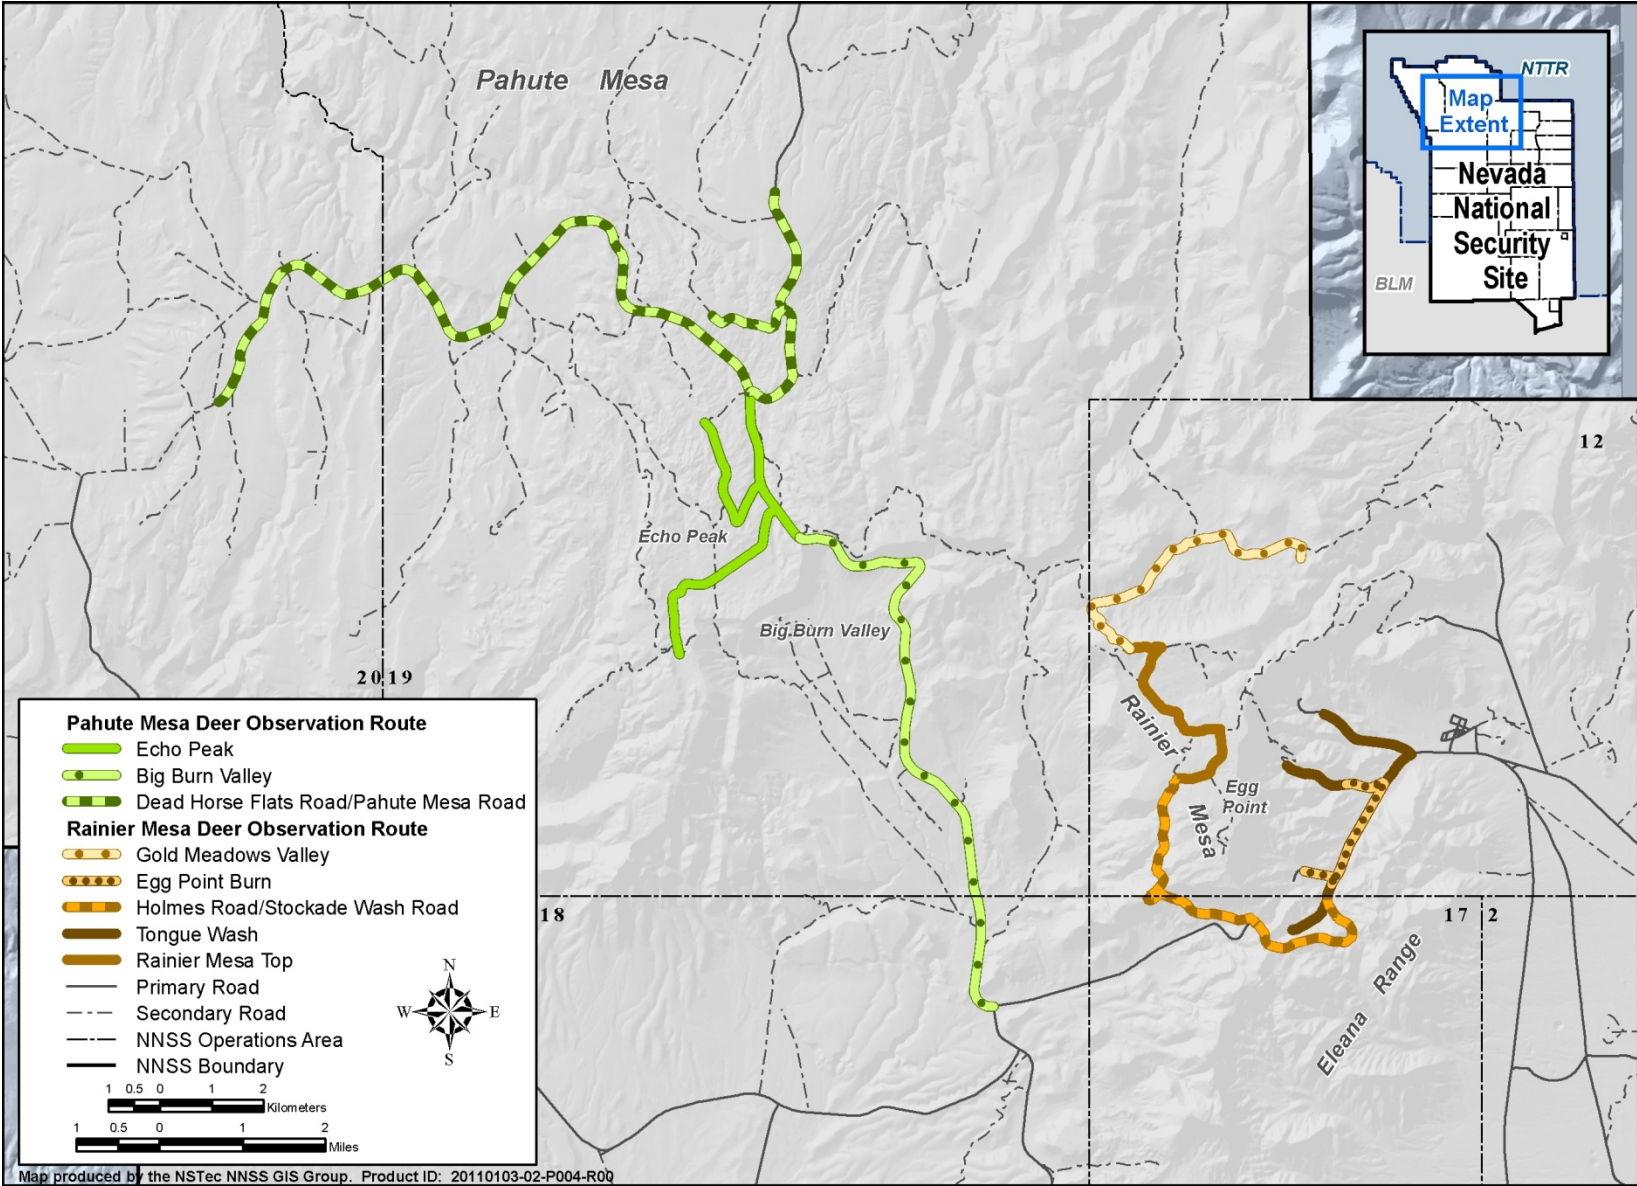 Pahute Mesa
NTTR
Map
Extent
Nevada
National
Security
Site
BLM
12
Echo Peak
Big Burn Valley
20 19
Rainier
Mesa
Egg
Point
18
17 2
Eleana Range
Pahute Mesa Deer Observation Route
Echo Peak
Big Burn Valley
Dead Horse Flats Road/Pahute Mesa Road
Rainier Mesa Deer Observation Route
Gold Meadows Valley
Egg Point Burn
Holmes Road/Stockade Wash Road
Tongue Wash
Rainier Mesa Top
Primary Road
Secondary Road
NNSS Operations Area
NNSS Boundary
N
W E
S
1 0.5 0 1 2
Kilometers
1 0.5 0 1 2
Miles
Map produced by the NSTec NNSS GIS Group. Product ID: 20110103-02-P004-R00